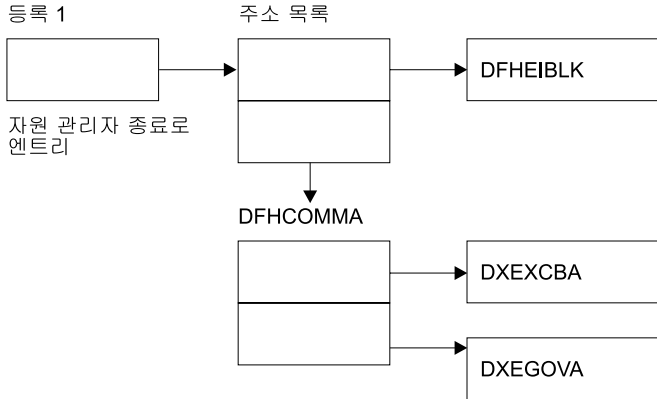 등록 1
주소 목록
DFHEIBLK
자원 관리자 종료로
엔트리
DFHCOMMA
DXEXCBA
DXEGOVA